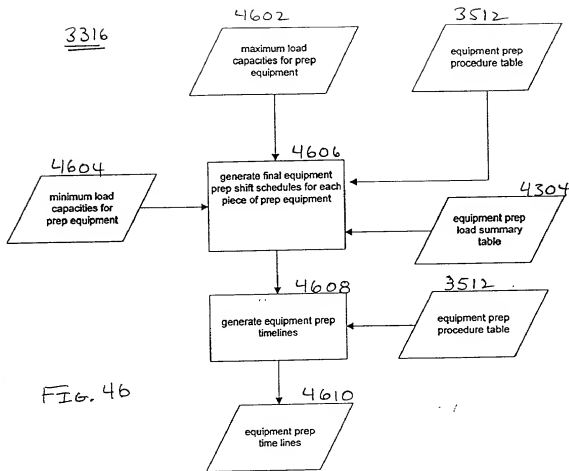 3316
4602
maximum load
capacities for prep
equipment
3512
equipment prep
procedure table
4604
minimum load
capacities for
prep equipment
4606
generate final equipment
prep shift schedules for each
piece of prep equipment
4304
equipment prep
load summary
table
4608
generate equipment prep
timelines
3512
equipment prep
procedure table
FIG. 46
4610
equipment prep
time lines